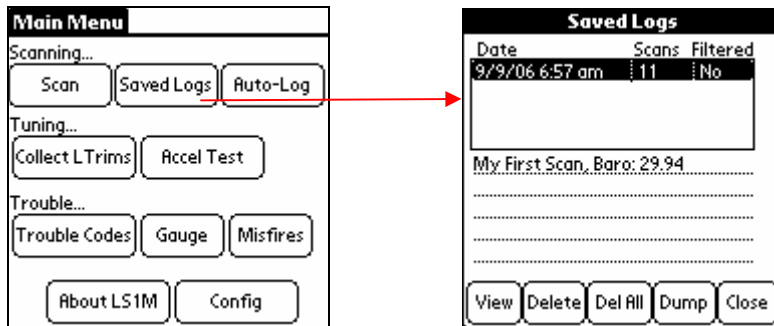 Main Menu
Scanning...
Scan Saved Logs Auto-Log
Tuning...
Collect LTrims Accel Test
Trouble...
Trouble Codes Gauge Misfires
About LS1M Config
Saved Logs
Date Scans Filtered
9/9/06 6:57 am 11 No
My First Scan, Baro: 29.94
View Delete Del All Dump Close